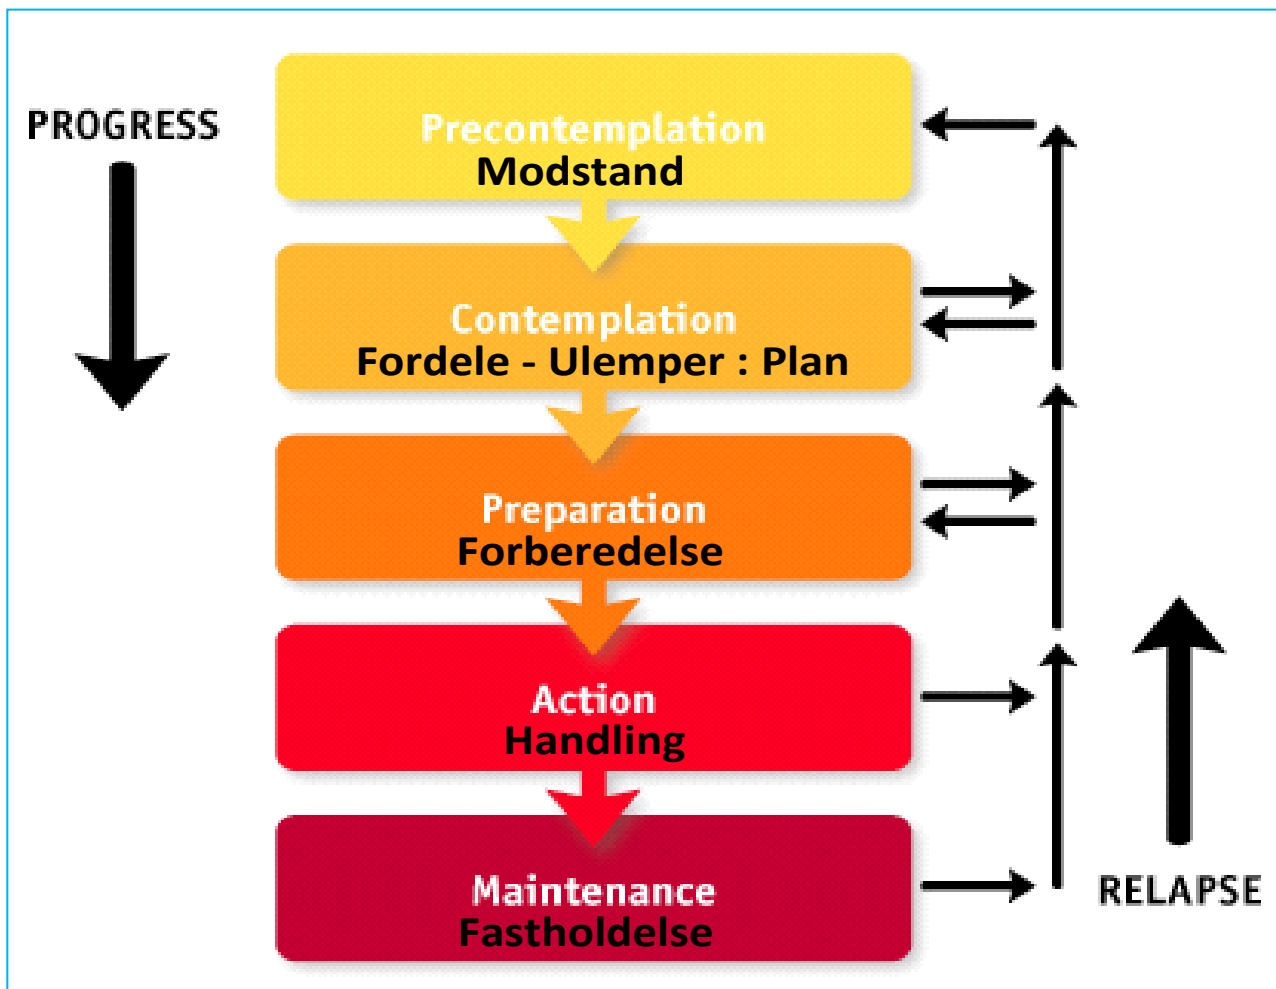 PROGRESS
Precontemplation
Modstand
Contemplation
Fordele - Ulemper : Plan
Preparation
Forberedelse
Action
Handling
Maintenance
Fastholdelse
RELAPSE